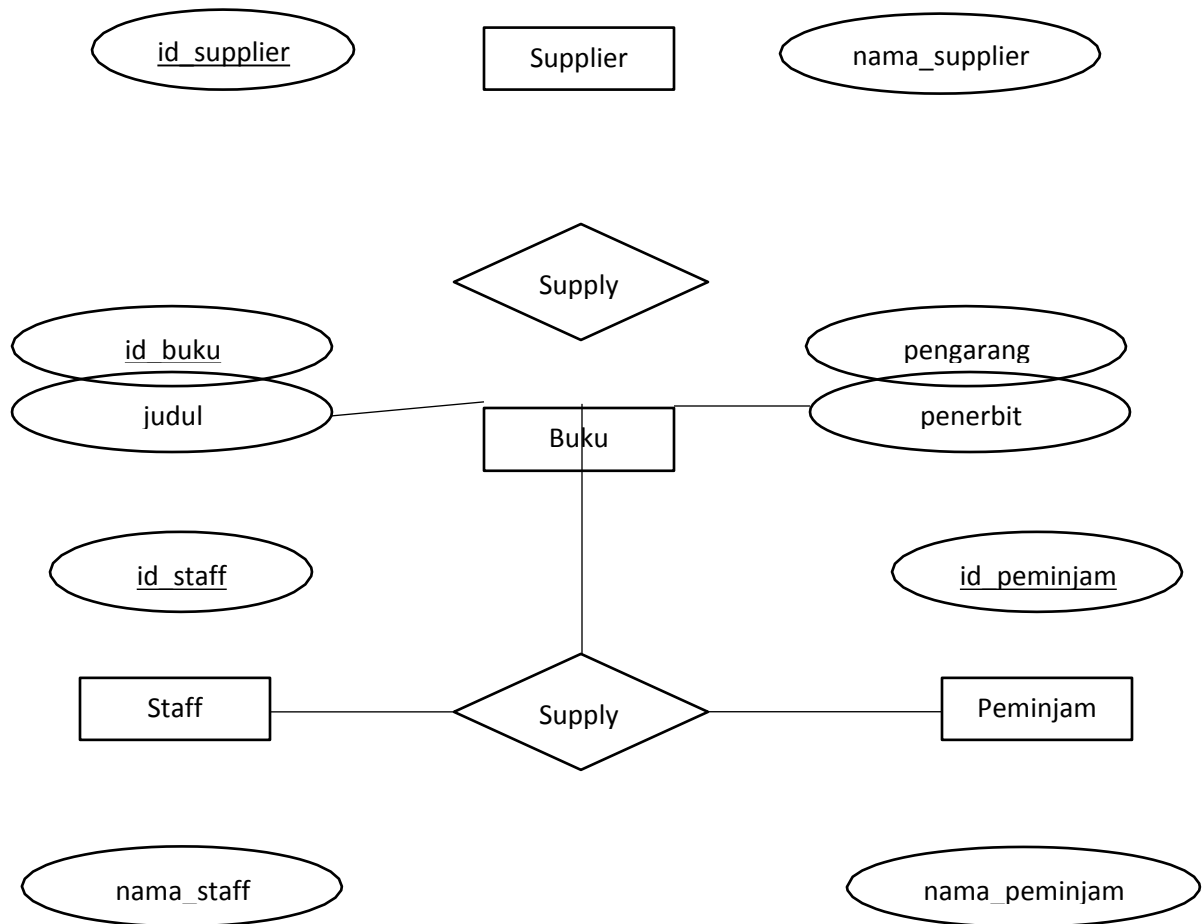 id_supplier
Supplier
nama_supplier
Supply
id_buku
pengarang
judul
Buku
penerbit
id_staff
id_peminjam
Staff
Supply
Peminjam
nama_staff
nama_peminjam